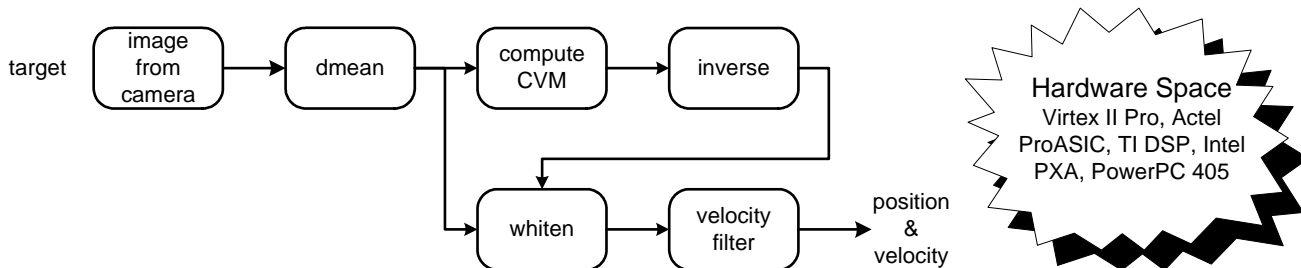 target
image
from
camera
dmean
compute
CVM
inverse
whiten
velocity
filter
position
&
velocity
Hardware Space
Virtex II Pro, Actel
ProASIC, TI DSP, Intel
PXA, PowerPC 405